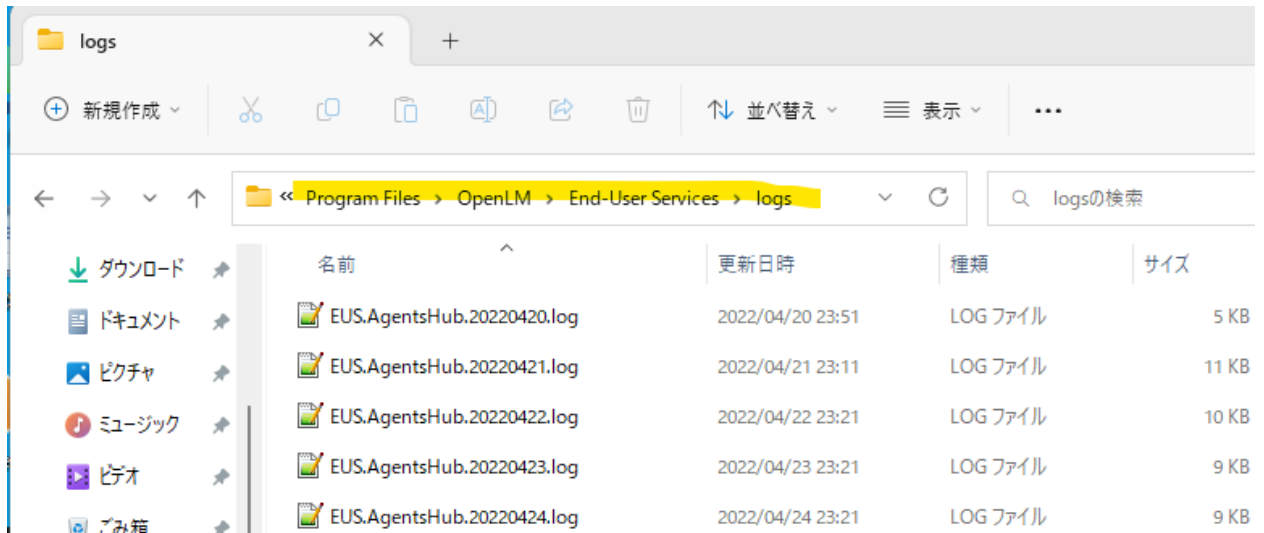 logs
新規作成
並べ替え
表示
Program Files > OpenLM > End-User Services > logs
logsの検索
ダウンロード
ドキュメント
ピクチャ
ミュージック
ビデオ
ごみ箱
名前 更新日時 種類 サイズ
EUS.AgentsHub.20220420.log 2022/04/20 23:51 LOG ファイル 5 KB
EUS.AgentsHub.20220421.log 2022/04/21 23:11 LOG ファイル 11 KB
EUS.AgentsHub.20220422.log 2022/04/22 23:21 LOG ファイル 10 KB
EUS.AgentsHub.20220423.log 2022/04/23 23:21 LOG ファイル 9 KB
EUS.AgentsHub.20220424.log 2022/04/24 23:21 LOG ファイル 9 KB